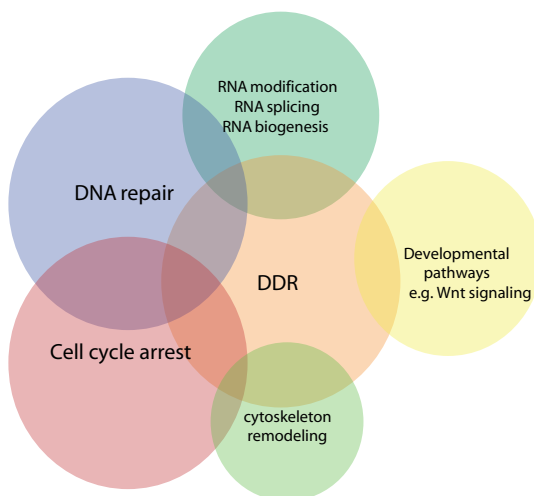 RNA modification
RNA splicing
RNA biogenesis
DNA repair
Developmental
pathways
e.g. Wnt signaling
DDR
Cell cycle arrest
cytoskeleton
remodeling